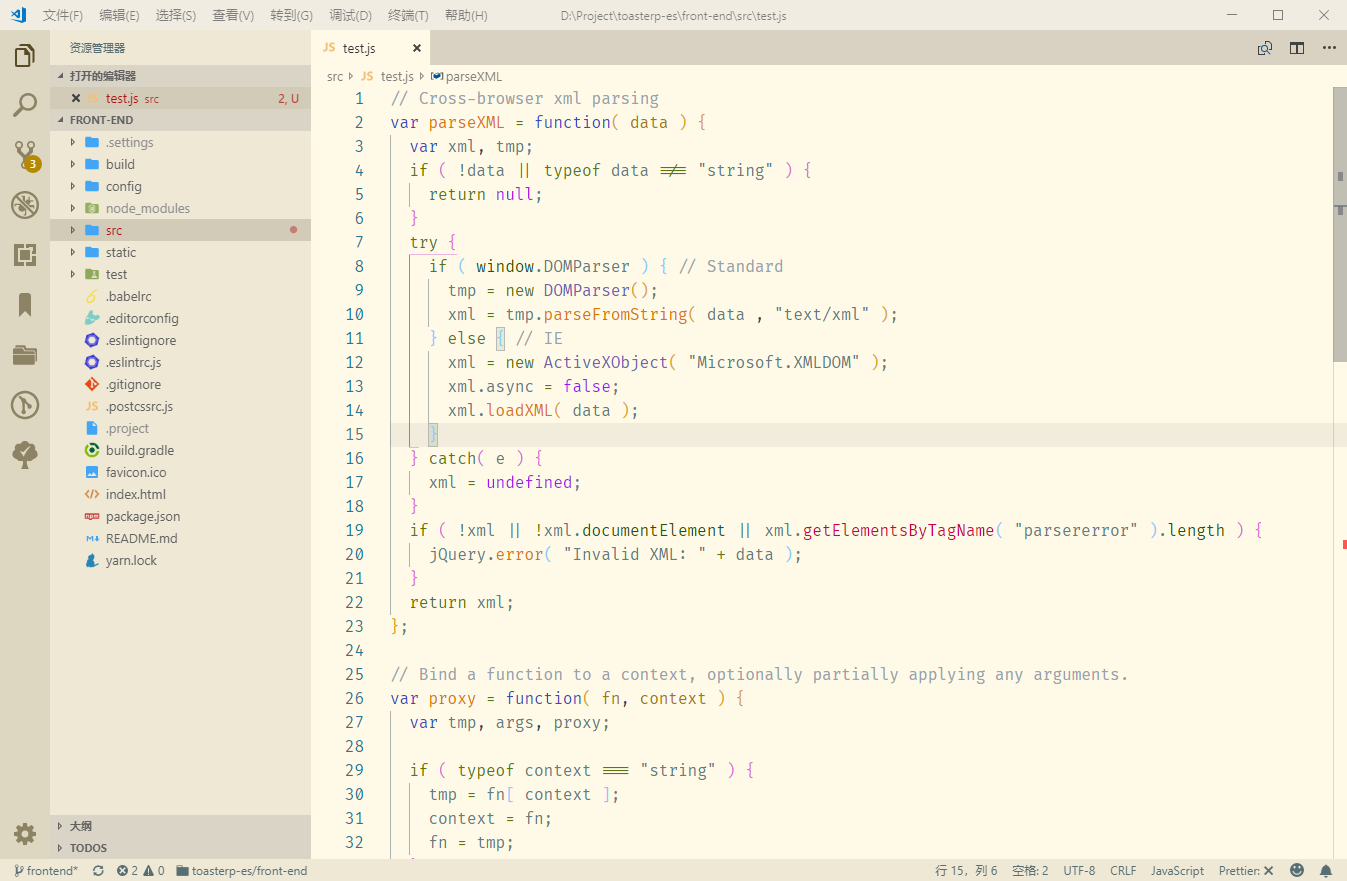 文件(F) 编辑(E) 选择(S) 查看(V) 转到(G) 调试(D) 终端(T) 帮助(H) D:\Project\toasterp-es\front-end\src\test.js
资源管理器
打开的编辑器
JS test.js src 2, U
FRONT-END
.settings
build
config
node_modules
src
static
test
.babelrc
.editorconfig
.eslintignore
.eslintrc.js
.gitignore
JS .postcssrc.js
.project
build.gradle
favicon.ico
index.html
npm package.json
README.md
yarn.lock
大纲
TODOS
3
JS test.js
src JS test.js parseXML
1 // Cross-browser xml parsing
2 var parseXML = function( data ) {
3 var xml, tmp;
4 if ( !data || typeof data !== "string" ) {
5 return null;
6 }
7 try {
8 if ( window.DOMParser ) { // Standard
9 tmp = new DOMParser();
10 xml = tmp.parseFromString( data , "text/xml" );
11 } else { // IE
12 xml = new ActiveXObject( "Microsoft.XMLDOM" );
13 xml.async = false;
14 xml.loadXML( data );
15 }
16 } catch( e ) {
17 xml = undefined;
18 }
19 if ( !xml || !xml.documentElement || xml.getElementsByTagName( "parsererror" ).length ) {
20 jQuery.error( "Invalid XML: " + data );
21 }
22 return xml;
23 };
24
25 // Bind a function to a context, optionally partially applying any arguments.
26 var proxy = function( fn, context ) {
27 var tmp, args, proxy;
28
29 if ( typeof context === "string" ) {
30 tmp = fn[ context ];
31 context = fn;
32 fn = tmp;
frontend* 2 0 toasterp-es/front-end 行 15，列 6 空格: 2 UTF-8 CRLF JavaScript Prettier: ✕